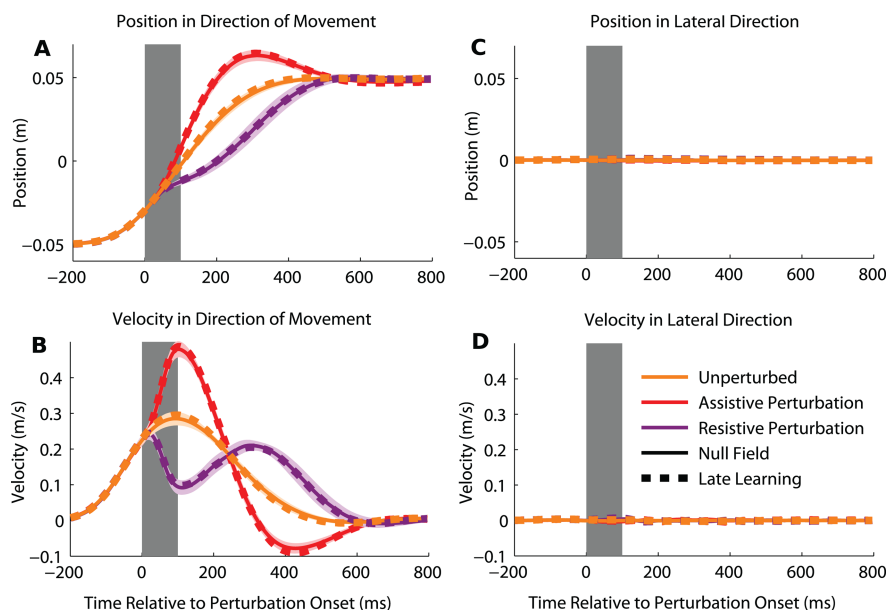 Position in Direction of Movement
A
0.05
0
−0.05
Position (m)
−200
0
200
400
600
800
Position in Lateral Direction
C
0.05
0
−0.05
Position (m)
−200
0
200
400
600
800
Velocity in Direction of Movement
B
0.4
0.3
0.2
0.1
0
−0.1
Velocity (m/s)
−200
0
200
400
600
800
Time Relative to Perturbation Onset (ms)
Velocity in Lateral Direction
D
0.4
0.3
0.2
0.1
0
−0.1
Velocity (m/s)
Unperturbed
Assistive Perturbation
Resistive Perturbation
Null Field
Late Learning
−200
0
200
400
600
800
Time Relative to Perturbation Onset (ms)